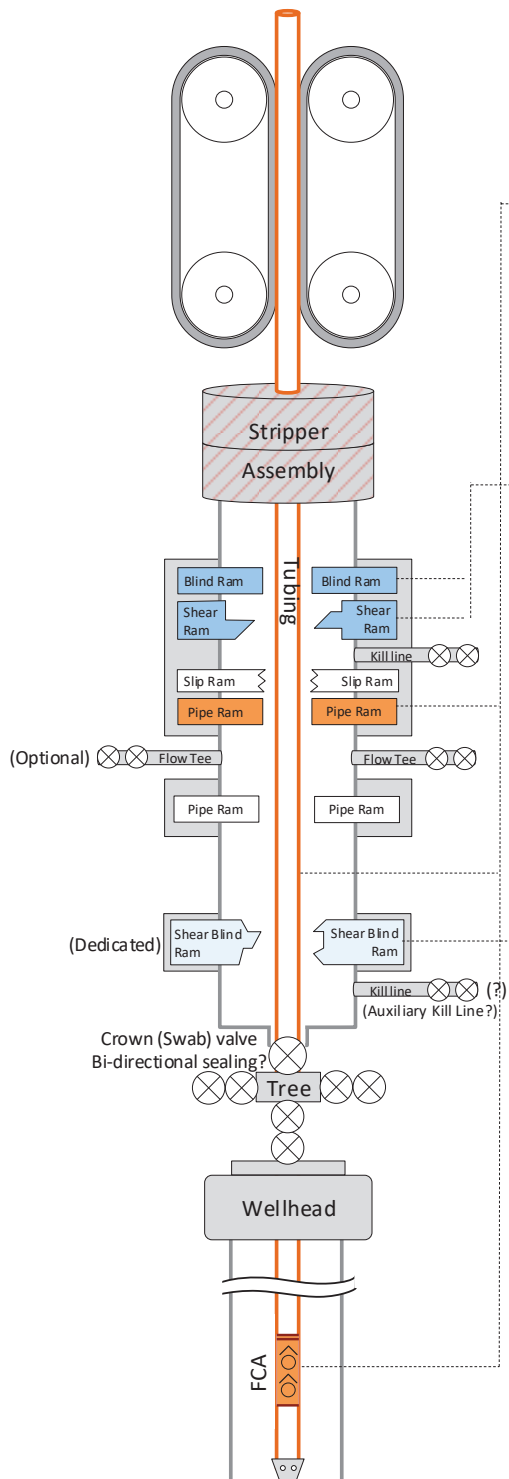 Stripper
Assembly
Tubing
Blind Ram
Blind Ram
Shear
Ram
Shear
Ram
Kill line
Slip Ram
Slip Ram
Pipe Ram
Pipe Ram
(Optional)
Flow Tee
Flow Tee
Pipe Ram
Pipe Ram
(Dedicated)
Shear Blind
Ram
Shear Blind
Ram
Kill line
(?)
(Auxiliary Kill Line?)
Crown (Swab) valve
Bi-directional sealing?
Tree
Wellhead
FCA